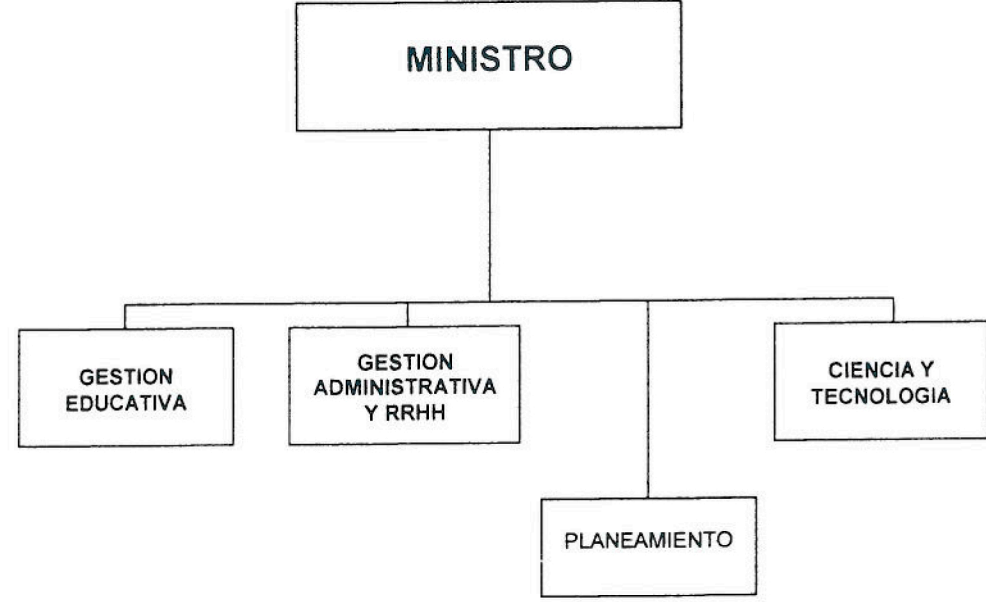 MINISTRO
GESTION
EDUCATIVA
GESTION
ADMINISTRATIVA
Y RRHH
CIENCIA Y
TECNOLOGIA
PLANEAMIENTO